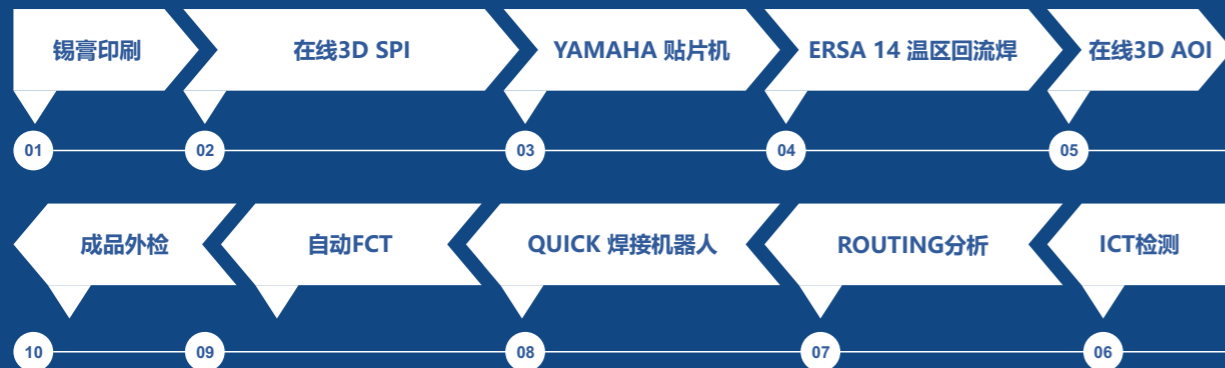 锡膏印刷
在线3D SPI
YAMAHA 贴片机
ERSA 14 温区回流焊
在线3D AOI
01
02
03
04
05
成品外检
自动FCT
QUICK 焊接机器人
ROUTING分析
ICT检测
10
09
08
07
06